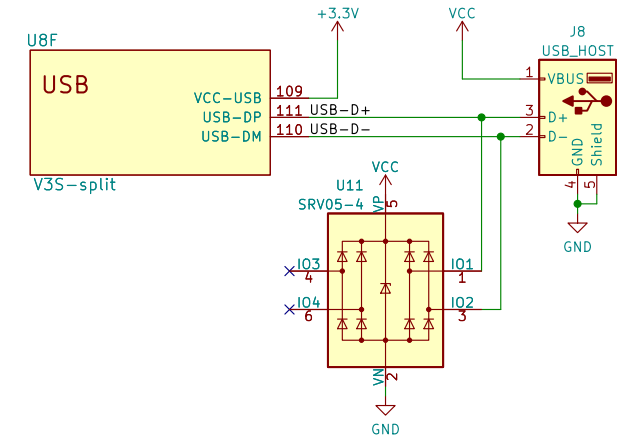 +3.3V
VCC
J8
USB_HOST
U8F
USB
VCC-USB 109
USB-DP 111 USB-D+
USB-DM 110 USB-D-
V3S-split
1 VBUS
3 D+
2 D-
GND
Shield
4
5
GND
VCC
U11
SRV05-4
VP
5
IO3
4
IO4
6
IO1
1
IO2
3
VN
2
GND